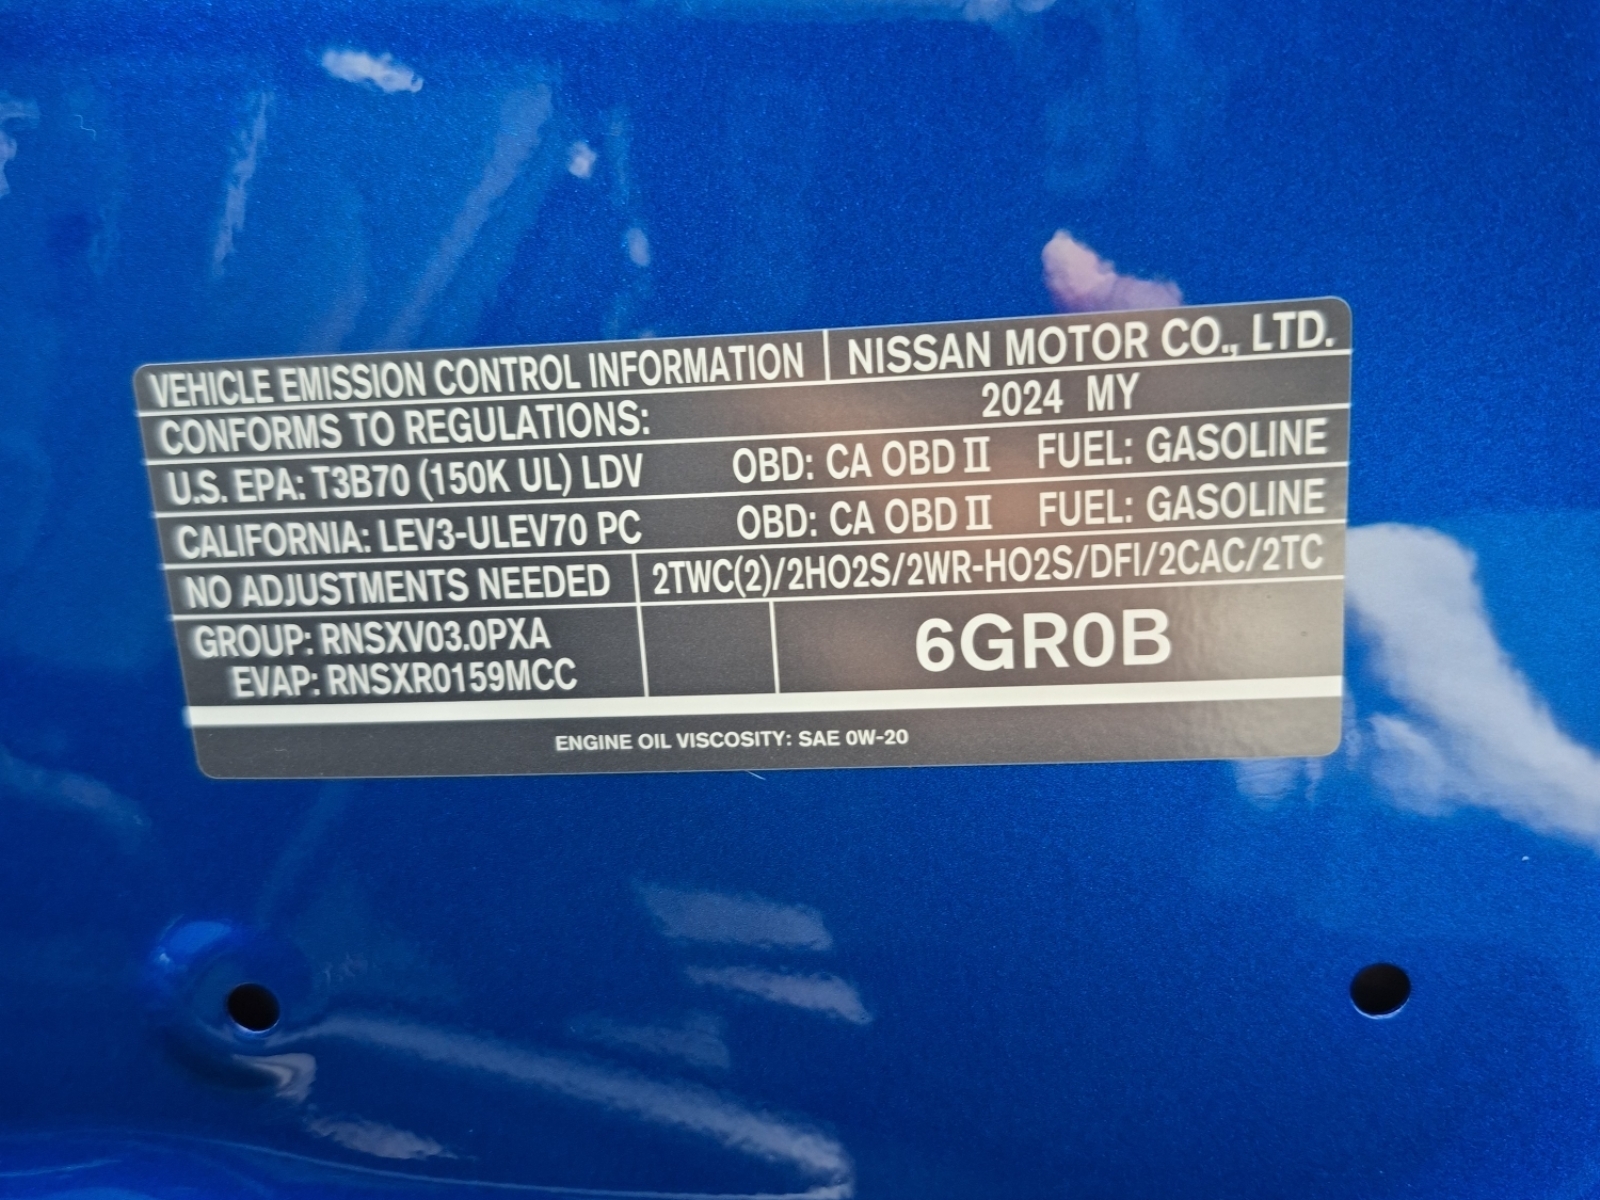 VEHICLE EMISSION CONTROL INFORMATION NISSAN MOTOR CO., LTD.
CONFORMS TO REGULATIONS: 2024 MY
U.S. EPA: T3B70 (150K UL) LDV OBD: CA OBD II FUEL: GASOLINE
CALIFORNIA: LEV3-ULEV70 PC OBD: CA OBD II FUEL: GASOLINE
NO ADJUSTMENTS NEEDED 2TWC(2)/2HO2S/2WR-HO2S/DFI/2CAC/2TC
GROUP: RNSXV03.0PXA
EVAP: RNSXR0159MCC
6GR0B
ENGINE OIL VISCOSITY: SAE 0W-20